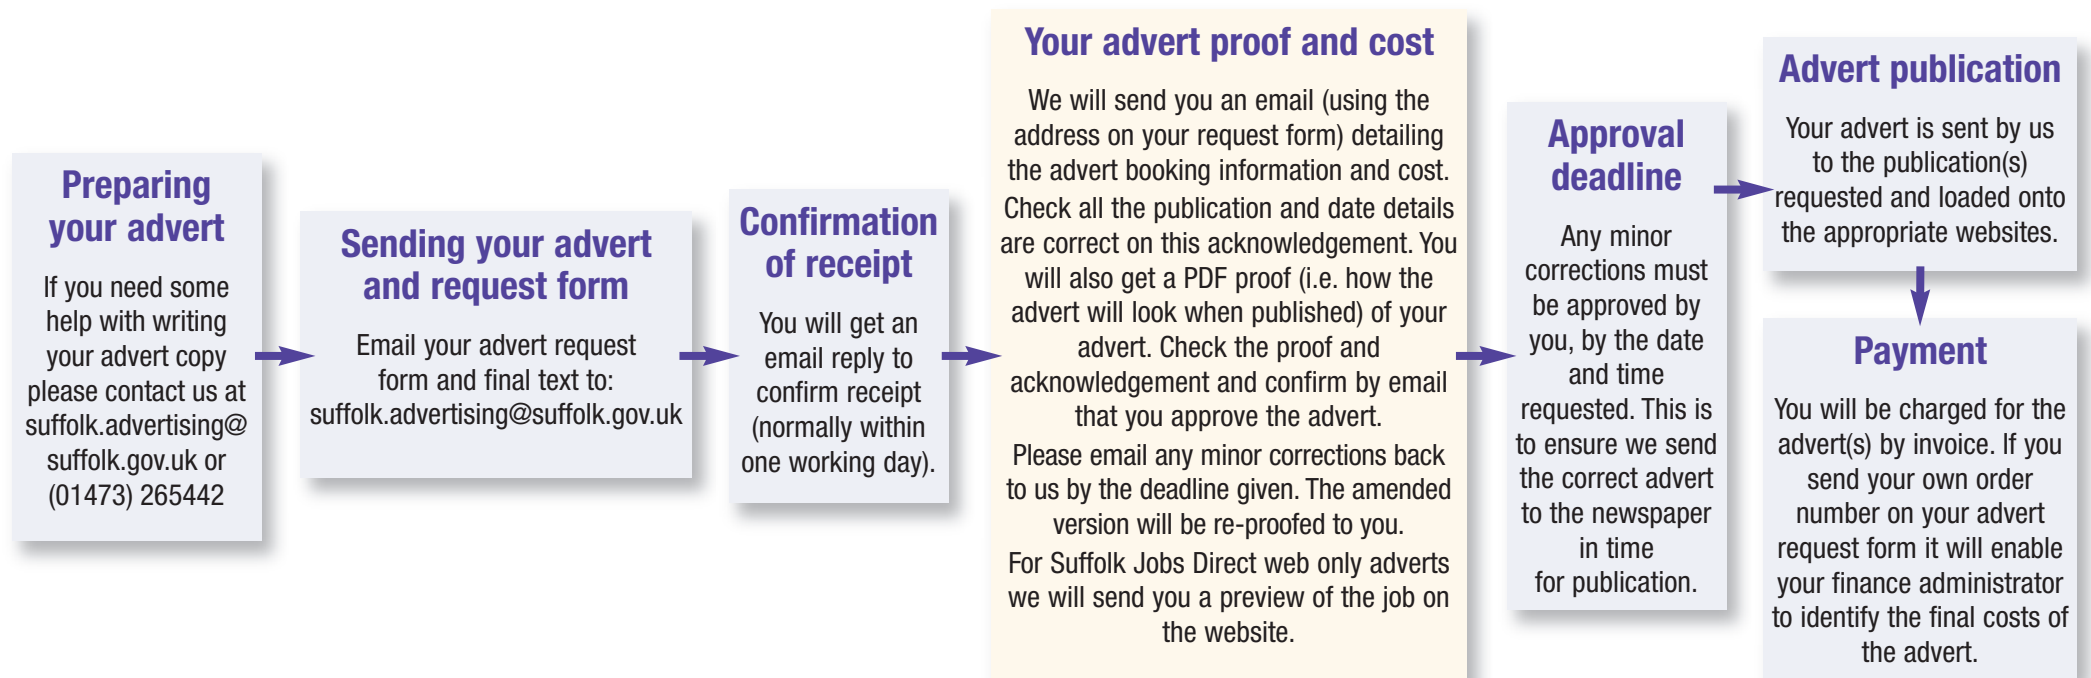 Preparing
your advert
If you need some
help with writing
your advert copy
please contact us at
suffolk.advertising@
suffolk.gov.uk or
(01473) 265442
Sending your advert
and request form
Email your advert request
form and final text to:
suffolk.advertising@suffolk.gov.uk
Confirmation
of receipt
You will get an
email reply to
confirm receipt
(normally within
one working day).
Your advert proof and cost
We will send you an email (using the
address on your request form) detailing
the advert booking information and cost.
Check all the publication and date details
are correct on this acknowledgement. You
will also get a PDF proof (i.e. how the
advert will look when published) of your
advert. Check the proof and
acknowledgement and confirm by email
that you approve the advert.
Please email any minor corrections back
to us by the deadline given. The amended
version will be re-proofed to you.
For Suffolk Jobs Direct web only adverts
we will send you a preview of the job on
the website.
Approval
deadline
Any minor
corrections must
be approved by
you, by the date
and time
requested. This is
to ensure we send
the correct advert
to the newspaper
in time
for publication.
Advert publication
Your advert is sent by us
to the publication(s)
requested and loaded onto
the appropriate websites.
Payment
You will be charged for the
advert(s) by invoice. If you
send your own order
number on your advert
request form it will enable
your finance administrator
to identify the final costs of
the advert.